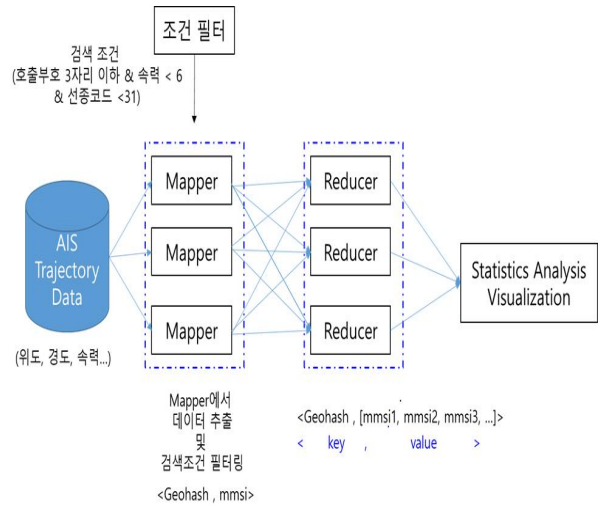 조건 필터
검색 조건
(호출부호 3자리 이하 & 속력 < 6
& 선종코드 <31)
Mapper
Reducer
AIS
Trajectory
Data
Mapper
Reducer
Statistics Analysis
Visualization
Mapper
Reducer
(위도, 경도, 속력...)
Mapper에서
데이터 추출
및
검색조건 필터링
<Geohash , mmsi>
<Geohash , [mmsi1, mmsi2, mmsi3, ...]>
< key , value >